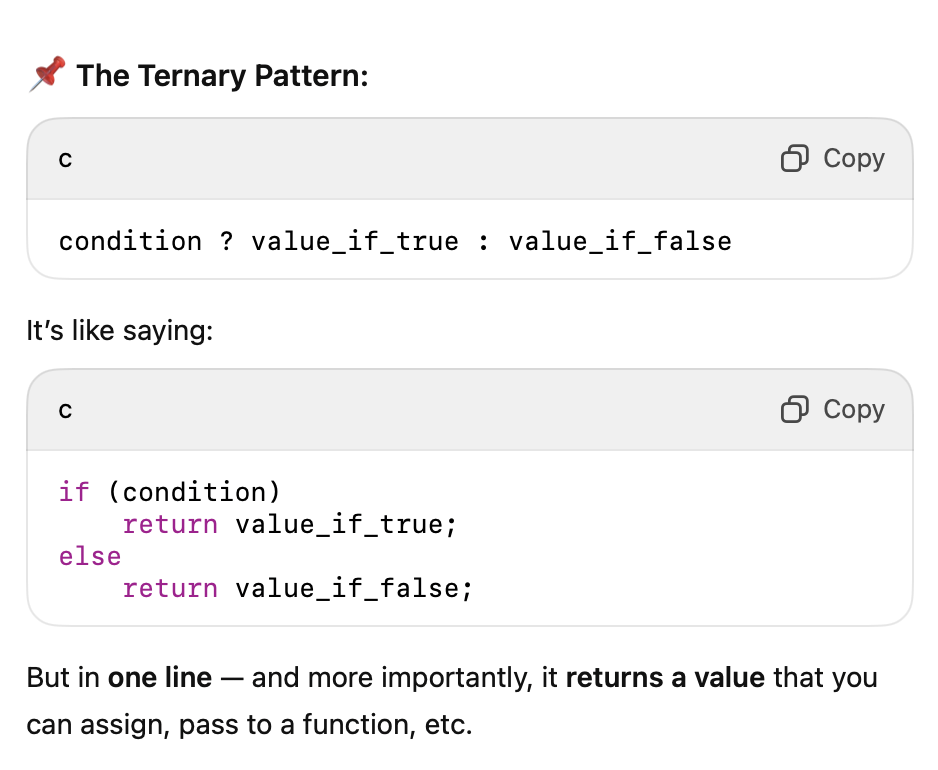 📌 The Ternary Pattern:
c
Copy
condition ? value_if_true : value_if_false
It’s like saying:
c
Copy
if (condition)
    return value_if_true;
else
    return value_if_false;
But in one line — and more importantly, it returns a value that you
can assign, pass to a function, etc.